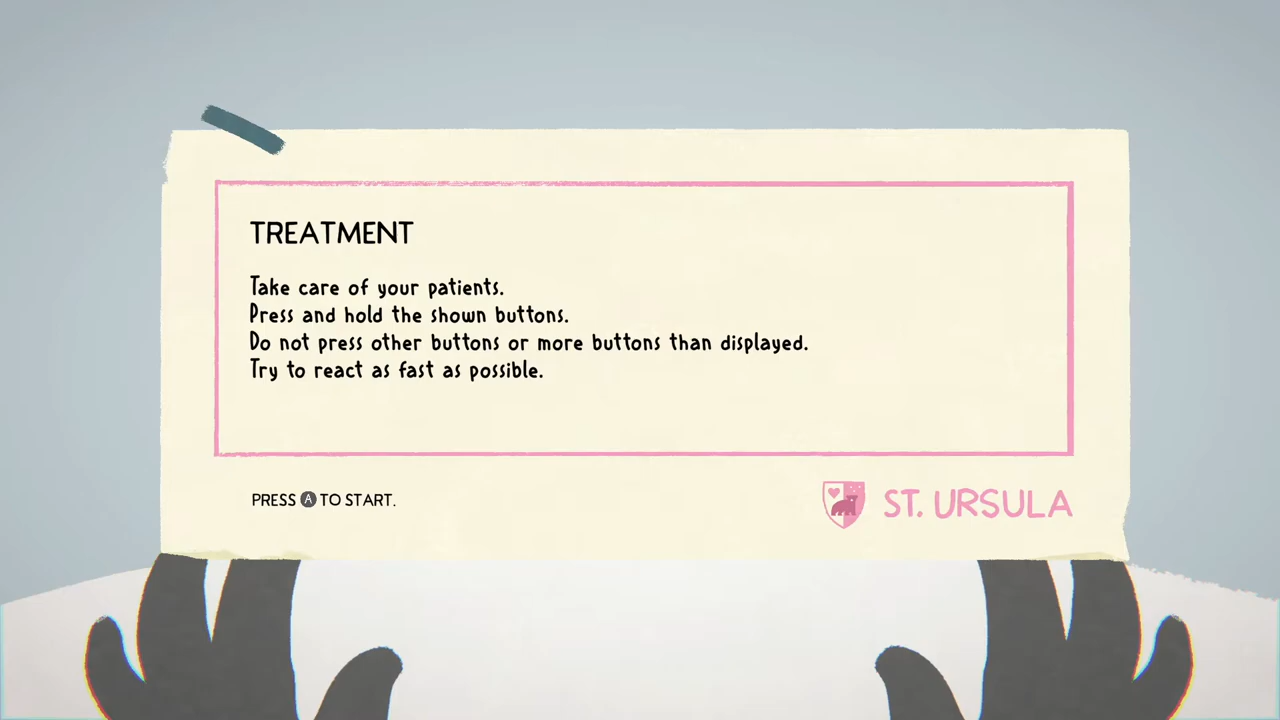 TREATMENT
Take care of your patients.
Press and hold the shown buttons.
Do not press other buttons or more buttons than displayed.
Try to react as fast as possible.
PRESS A TO START.
ST. URSULA